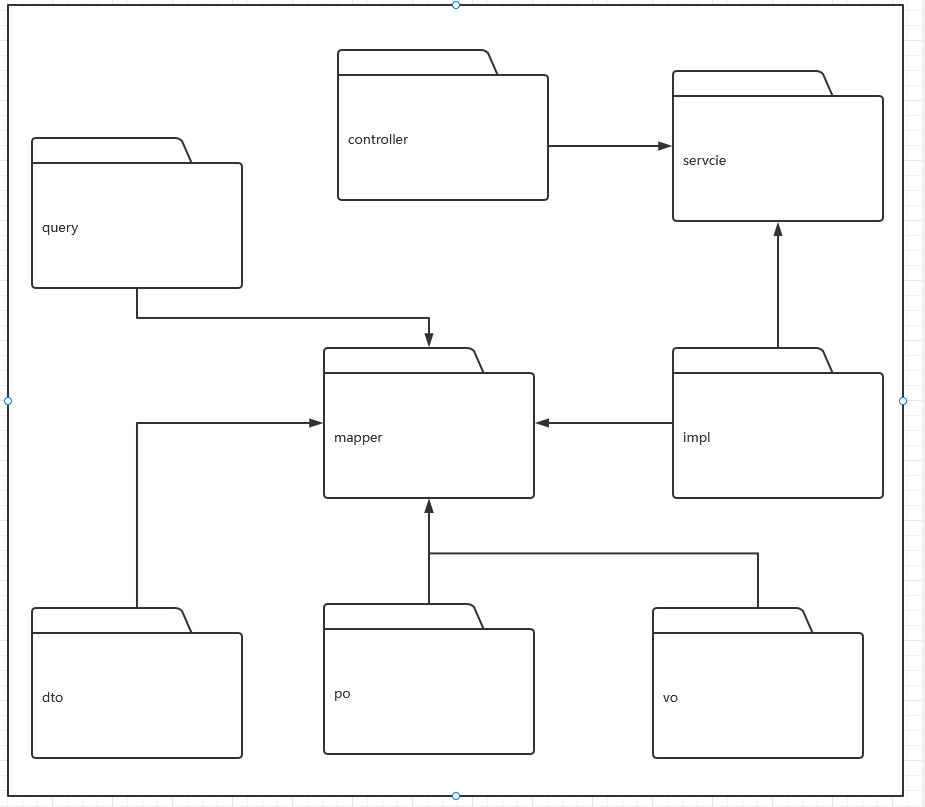 controller
servcie
query
mapper
impl
dto
po
vo